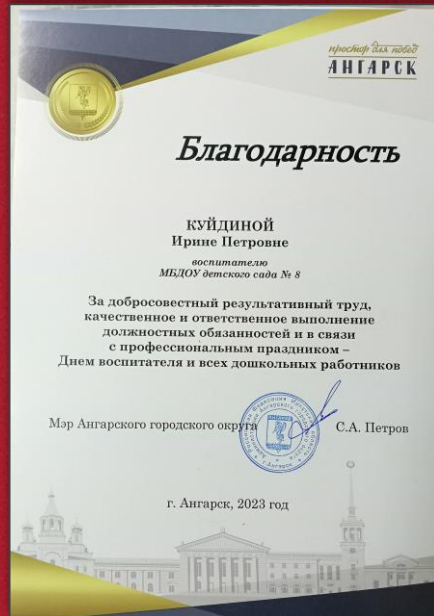 простор для побед
АНГАРСК
Благодарность
КУЙДИНОЙ
Ирине Петровне
воспитателю
МБДОУ детского сада № 8
За добросовестный результативный труд,
качественное и ответственное выполнение
должностных обязанностей и в связи
с профессиональным праздником –
Днем воспитателя и всех дошкольных работников
Мэр Ангарского городского округа
С.А. Петров
г. Ангарск, 2023 год